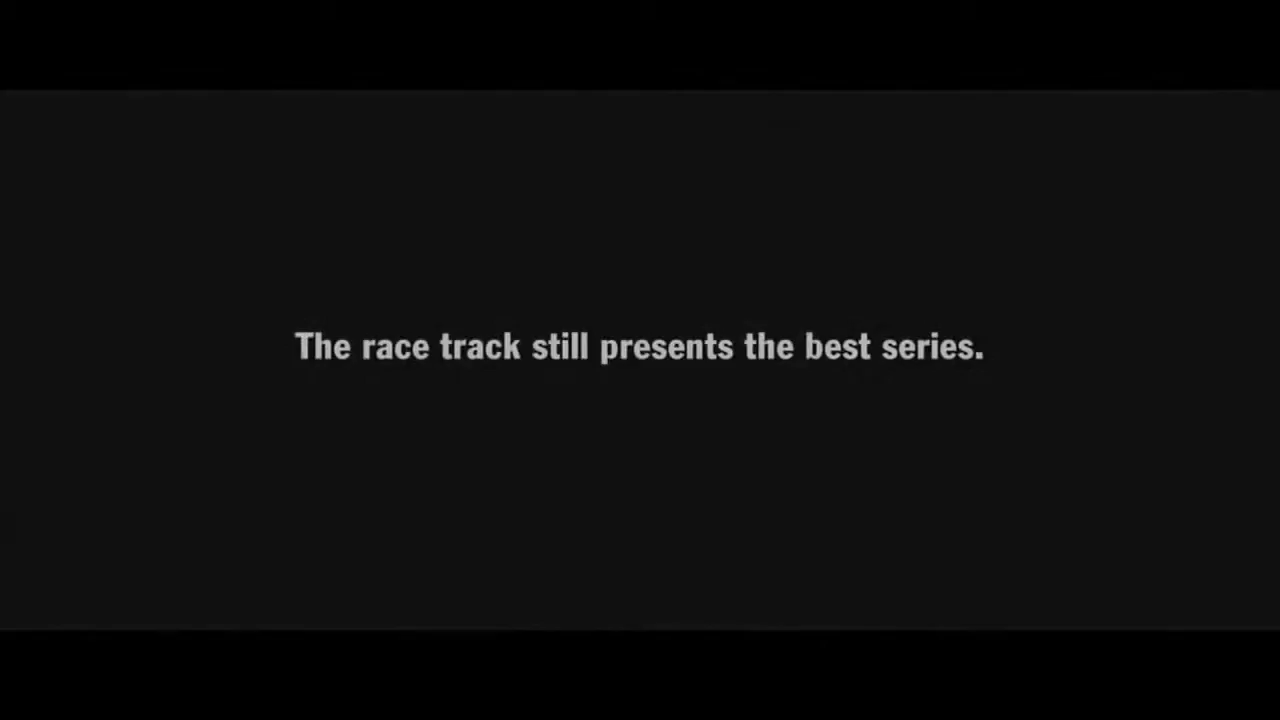 The race track still presents the best series.